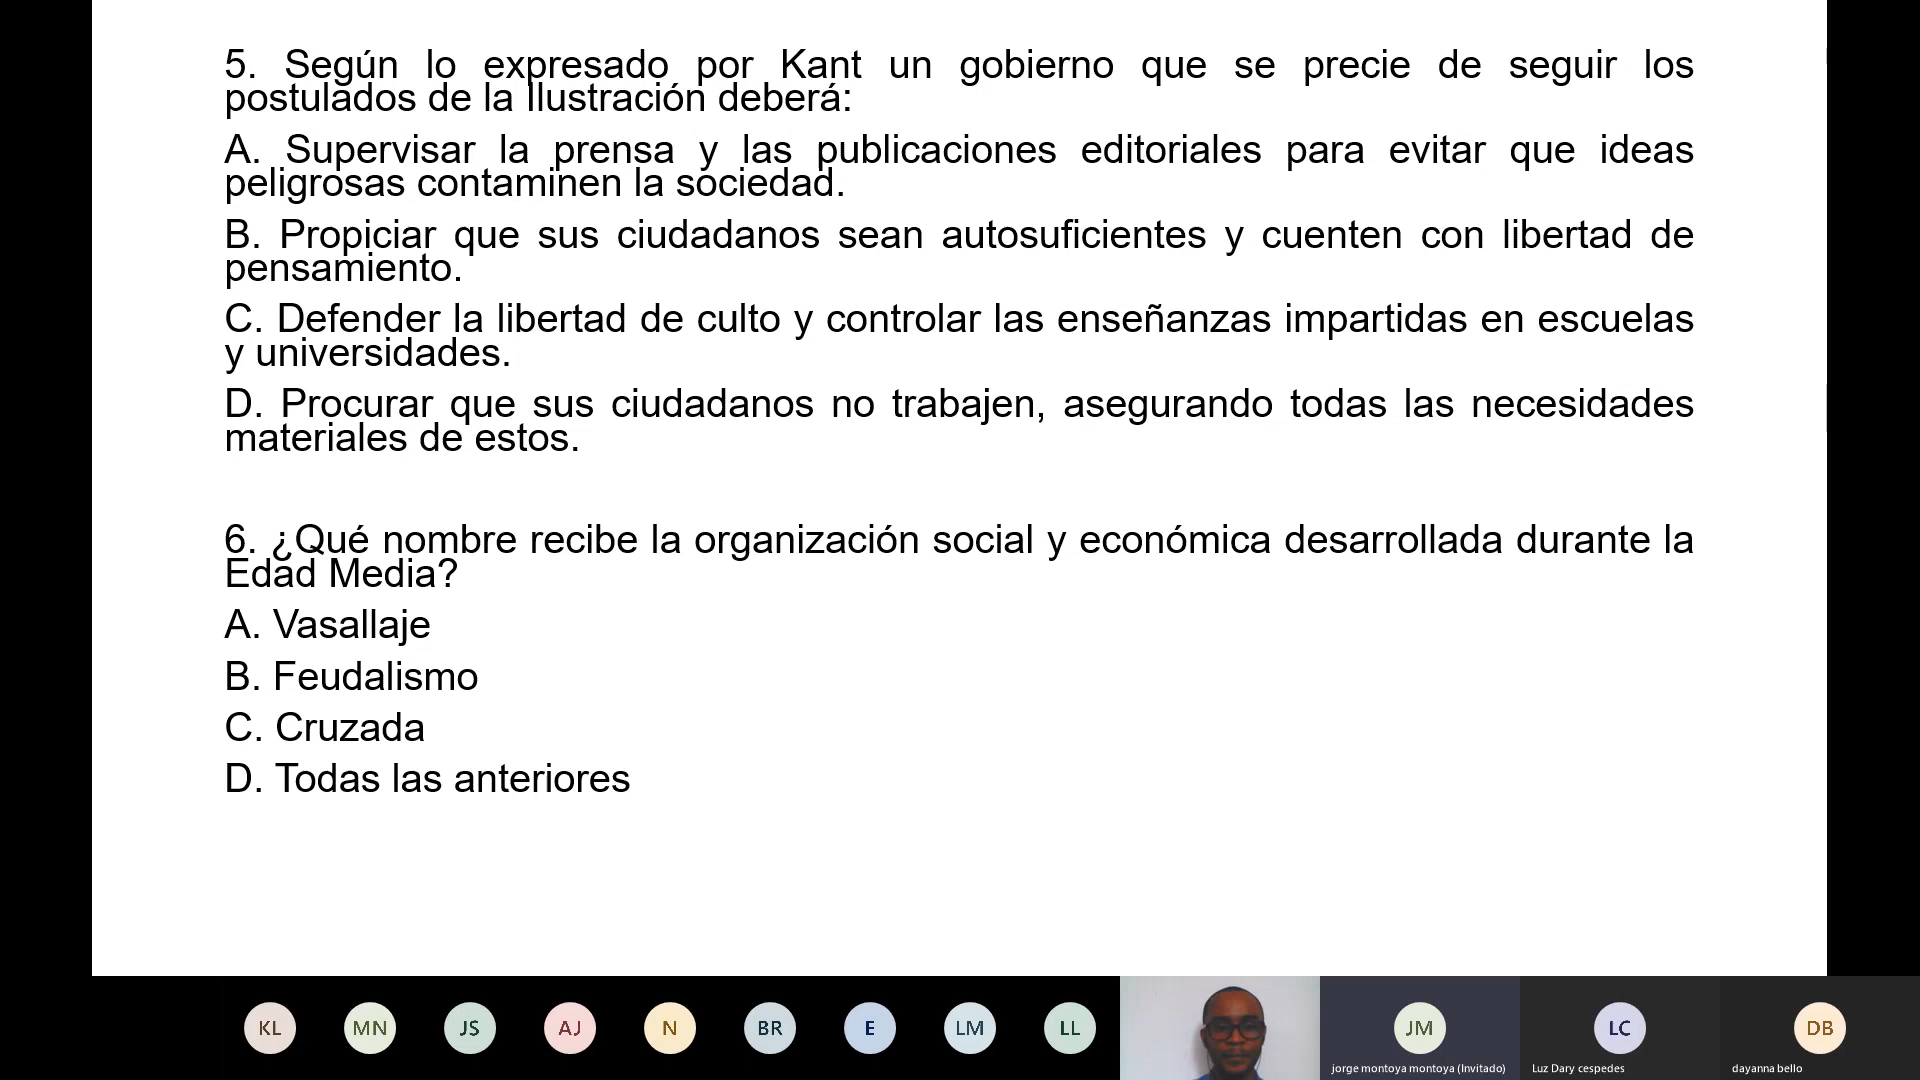 5. Según lo expresado por Kant un gobierno que se precie de seguir los
postulados de la Ilustración deberá:
A. Supervisar la prensa y las publicaciones editoriales para evitar que ideas
peligrosas contaminen la sociedad.
B. Propiciar que sus ciudadanos sean autosuficientes y cuenten con libertad de
pensamiento.
C. Defender la libertad de culto y controlar las enseñanzas impartidas en escuelas
y universidades.
D. Procurar que sus ciudadanos no trabajen, asegurando todas las necesidades
materiales de estos.
6. ¿Qué nombre recibe la organización social y económica desarrollada durante la
Edad Media?
A. Vasallaje
B. Feudalismo
C. Cruzada
D. Todas las anteriores
KL MN JS AJ N BR E LM LL JM LC DB
jorge montoya montoya (Invitado) Luz Dary cespedes dayanna bello